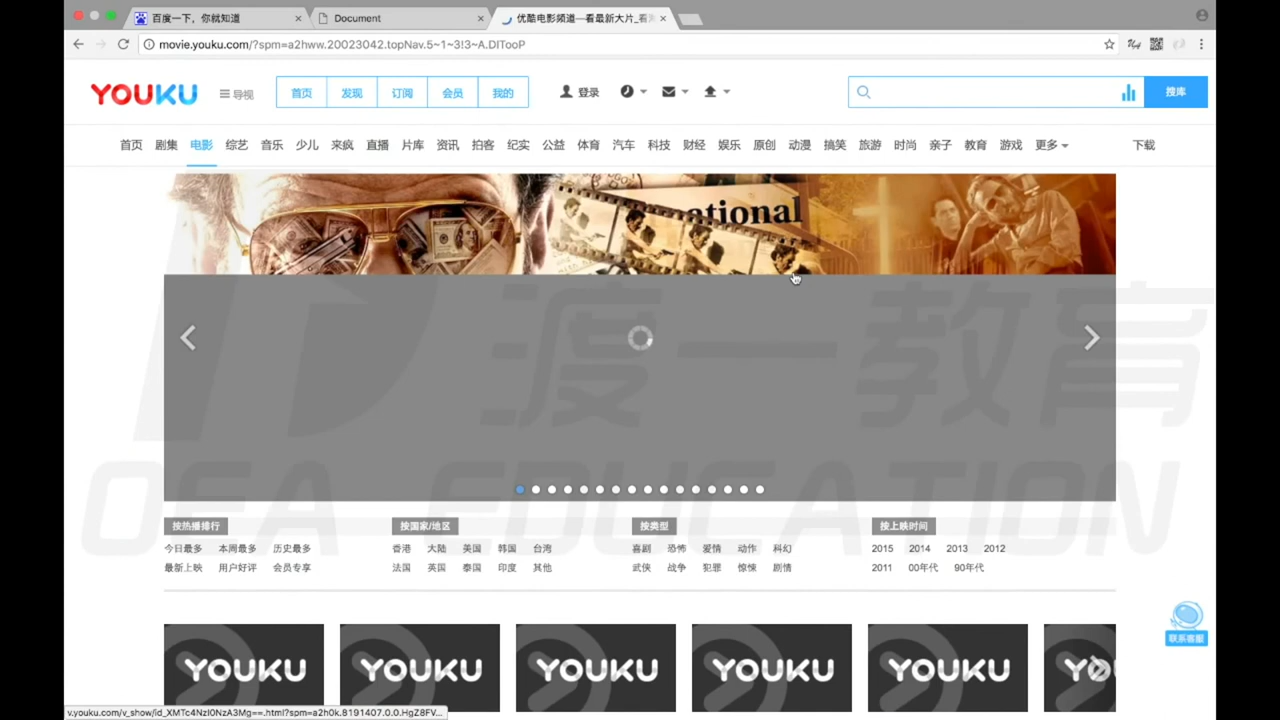 百度一下，你就知道
Document
优酷电影频道—看最新大片_看
movie.youku.com/?spm=a2hww.20023042.topNav.5~1~3!3~A.DITooP
YOUKU 导视 首页 发现 订阅 会员 我的 登录 搜库
首页 剧集 电影 综艺 音乐 少儿 来疯 直播 片库 资讯 拍客 纪实 公益 体育 汽车 科技 财经 娱乐 原创 动漫 搞笑 旅游 时尚 亲子 教育 游戏 更多 下载
ational
渡一教育
DEA EDUCATION
按热播排行 按国家/地区 按类型 按上映时间
今日最多 本周最多 历史最多 香港 大陆 美国 韩国 台湾 喜剧 恐怖 爱情 动作 科幻 2015 2014 2013 2012
最新上映 用户好评 会员专享 法国 英国 泰国 印度 其他 武侠 战争 犯罪 惊悚 剧情 2011 00年代 90年代
联系客服
YOUKU YOUKU YOUKU YOUKU YOUKU
v.youku.com/v_show/id_XMTc4NzI0NzA3Mg==.html?spm=a2h0k.8191407.0.0.HgZ8FV...